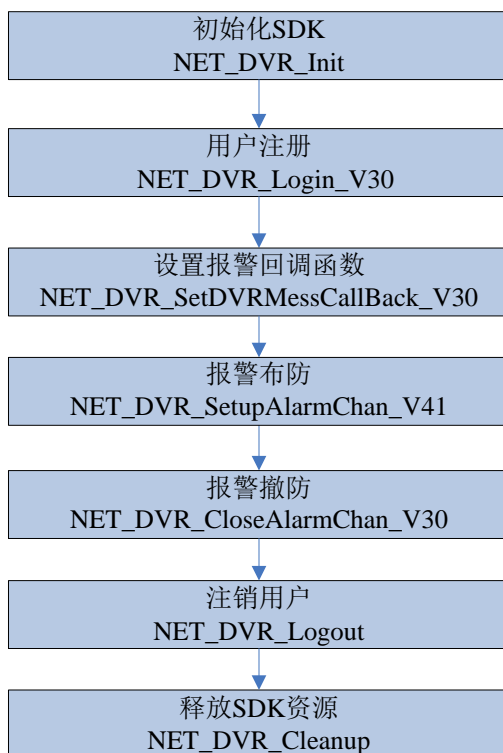 初始化SDK
NET_DVR_Init
用户注册
NET_DVR_Login_V30
设置报警回调函数
NET_DVR_SetDVRMessCallBack_V30
报警布防
NET_DVR_SetupAlarmChan_V41
报警撤防
NET_DVR_CloseAlarmChan_V30
注销用户
NET_DVR_Logout
释放SDK资源
NET_DVR_Cleanup